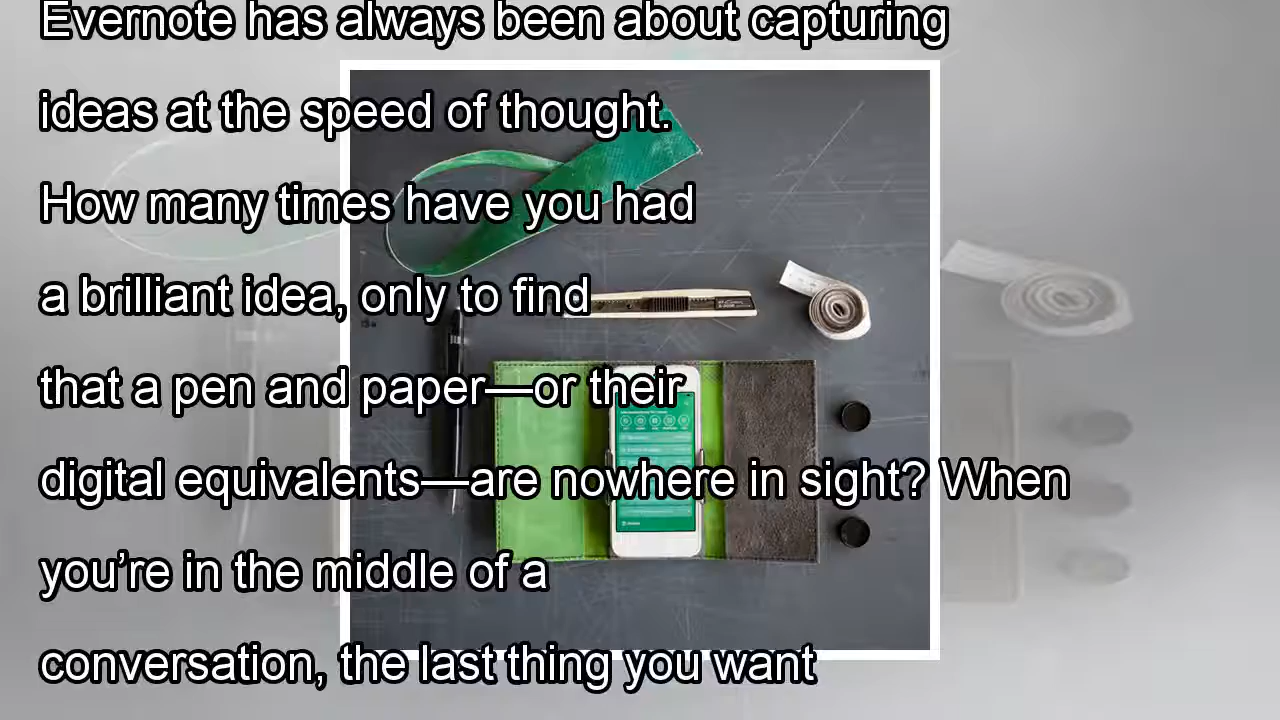 Evernote has always been about capturing
ideas at the speed of thought.
How many times have you had
a brilliant idea, only to find
that a pen and paper—or their
digital equivalents—are nowhere in sight? When
you’re in the middle of a
conversation, the last thing you want